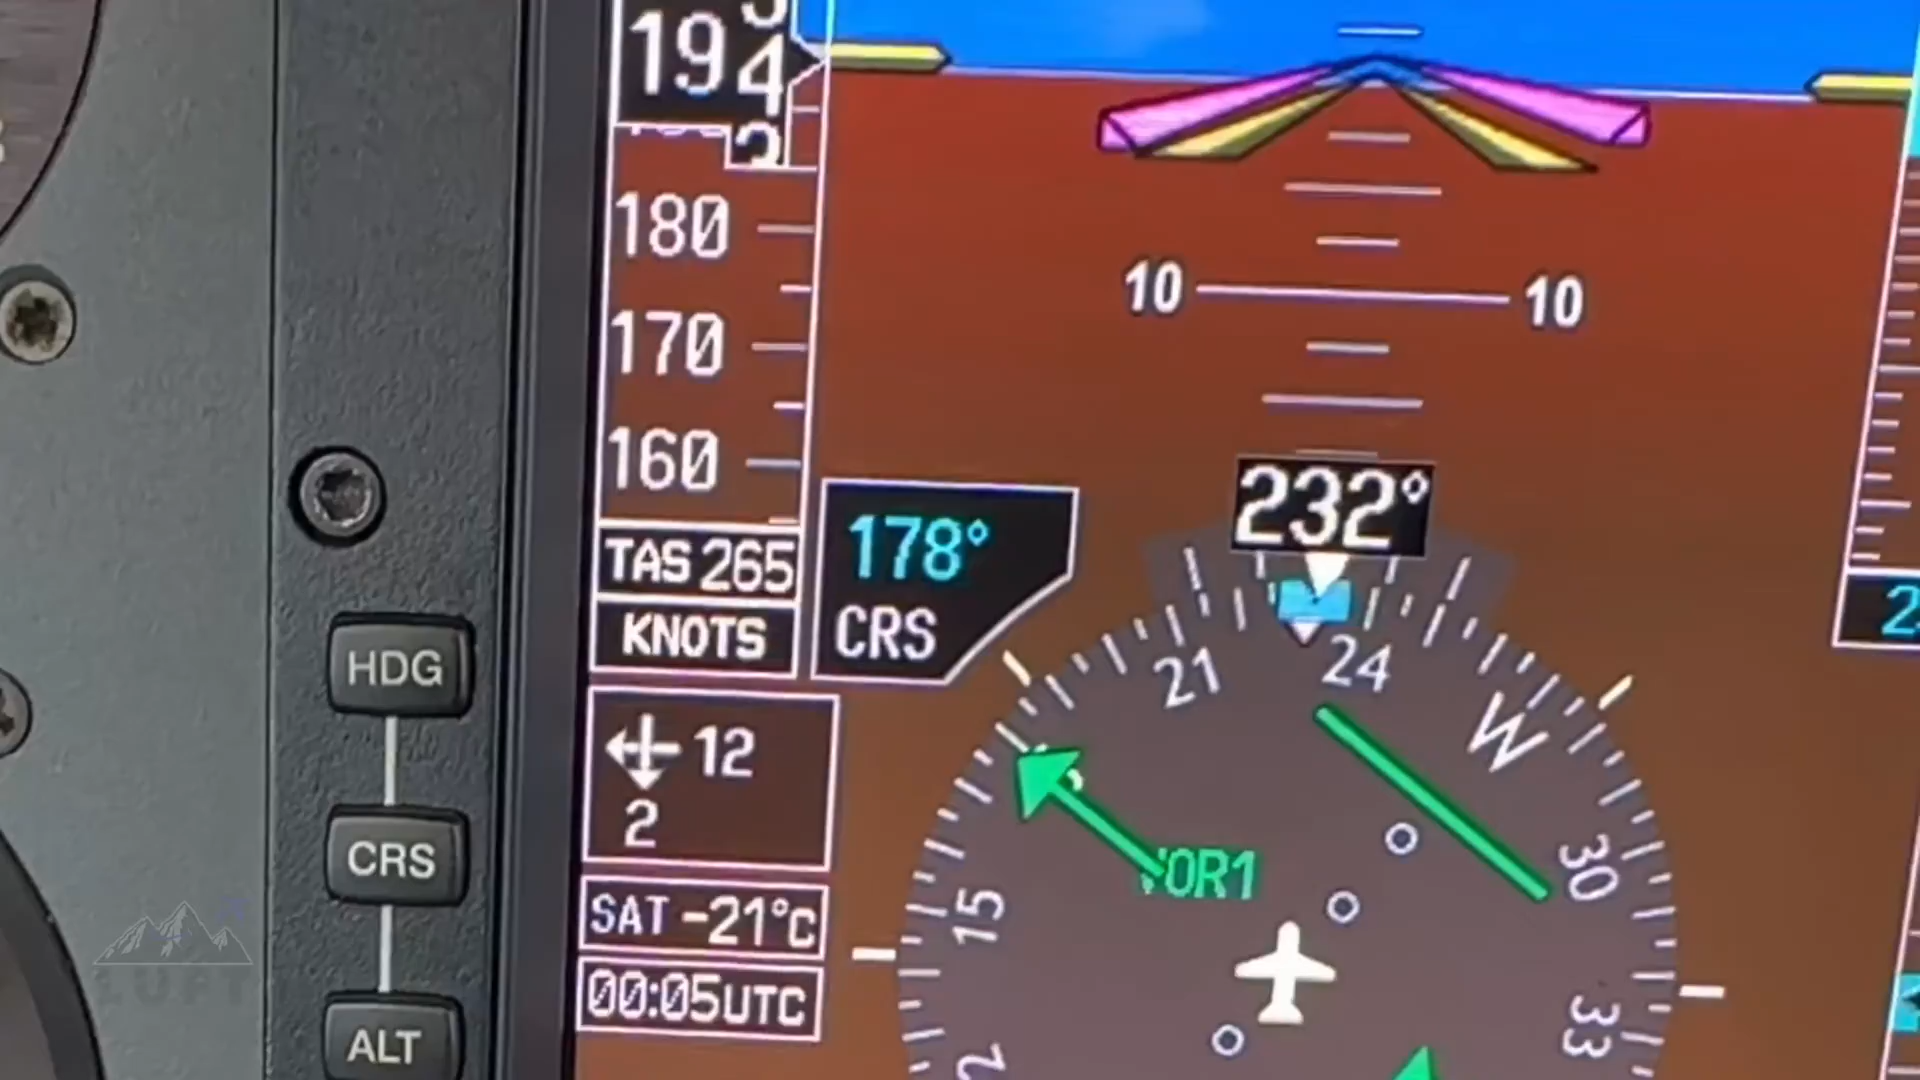 194
180
170
160
10 10
232°
TAS 265
KNOTS
178°
CRS
12
2
SAT -21°C
00:05UTC
21
24
W
30
33
15
VOR1
HDG
CRS
ALT
LUFT